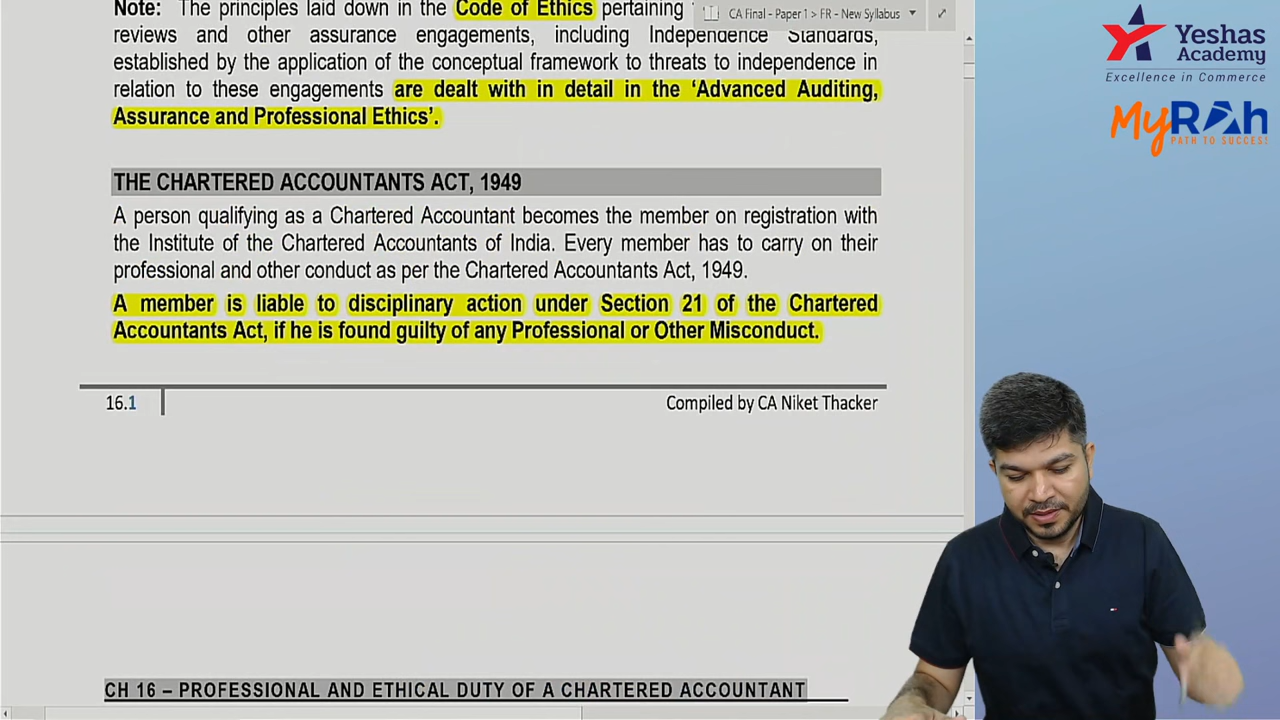 Note: The principles laid down in the Code of Ethics pertaining
CA Final - Paper 1 > FR - New Syllabus
reviews and other assurance engagements, including Independence Standards,
established by the application of the conceptual framework to threats to independence in
relation to these engagements are dealt with in detail in the ‘Advanced Auditing,
Assurance and Professional Ethics’.
THE CHARTERED ACCOUNTANTS ACT, 1949
A person qualifying as a Chartered Accountant becomes the member on registration with
the Institute of the Chartered Accountants of India. Every member has to carry on their
professional and other conduct as per the Chartered Accountants Act, 1949.
A member is liable to disciplinary action under Section 21 of the Chartered
Accountants Act, if he is found guilty of any Professional or Other Misconduct.
16.1
Compiled by CA Niket Thacker
CH 16 – PROFESSIONAL AND ETHICAL DUTY OF A CHARTERED ACCOUNTANT
Yeshas
Academy
Excellence in Commerce
MyRAh
PATH TO SUCCESS